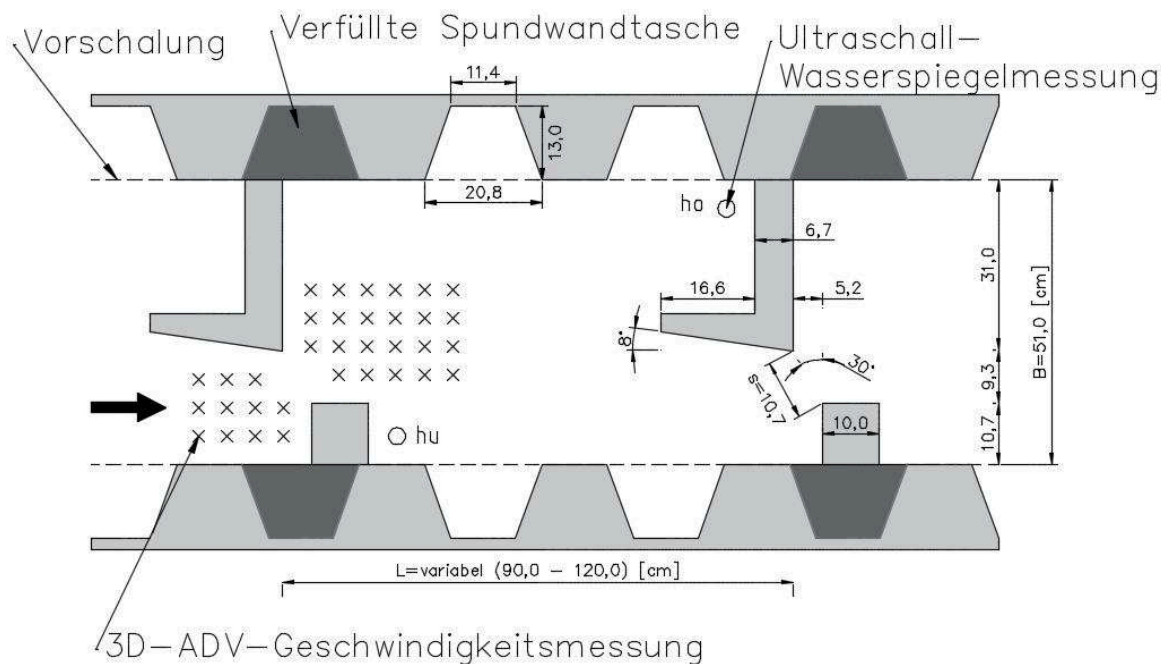 Vorschalung
Verfüllte Spundwandtasche
Ultraschall-
Wasserspiegelmessung
11,4
13,0
20,8
ho
6,7
16,6
5,2
8°
30°
s=10,7
31,0
9,3
10,7
B=51,0 [cm]
10,0
hu
L=variabel (90,0 - 120,0) [cm]
3D-ADV-Geschwindigkeitsmessung